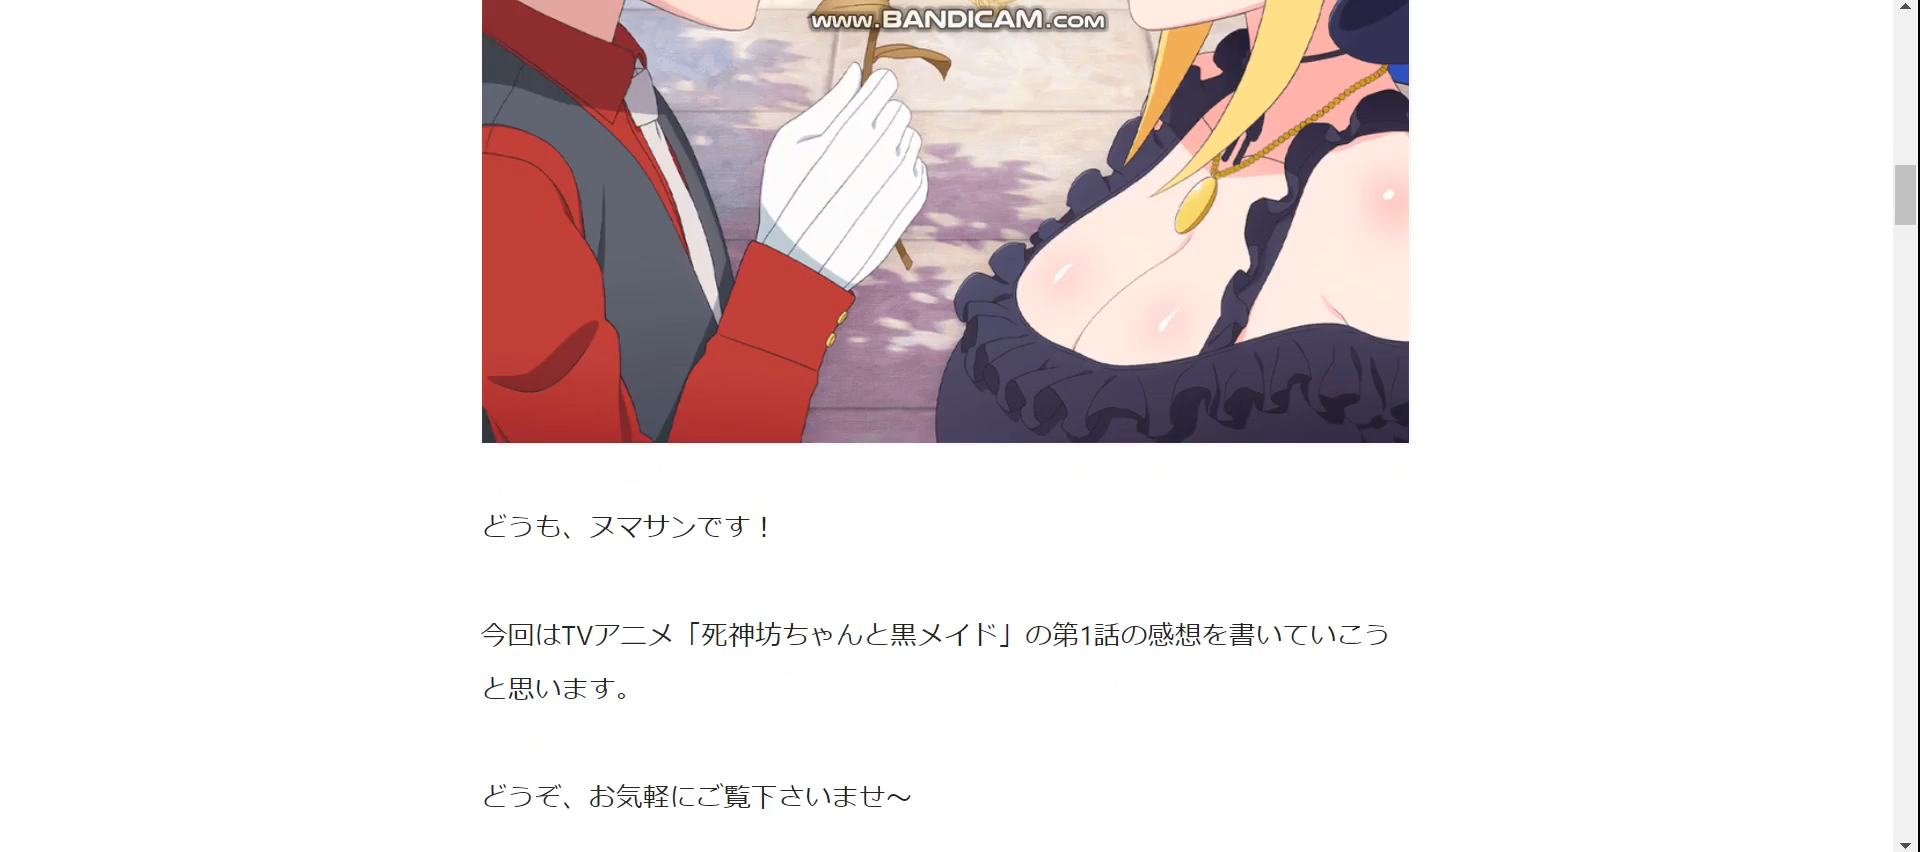 www.BANDICAM.com
どうも、ヌマサンです！
今回はTVアニメ「死神坊ちゃんと黒メイド」の第1話の感想を書いていこう
と思います。
どうぞ、お気軽にご覧下さいませ～